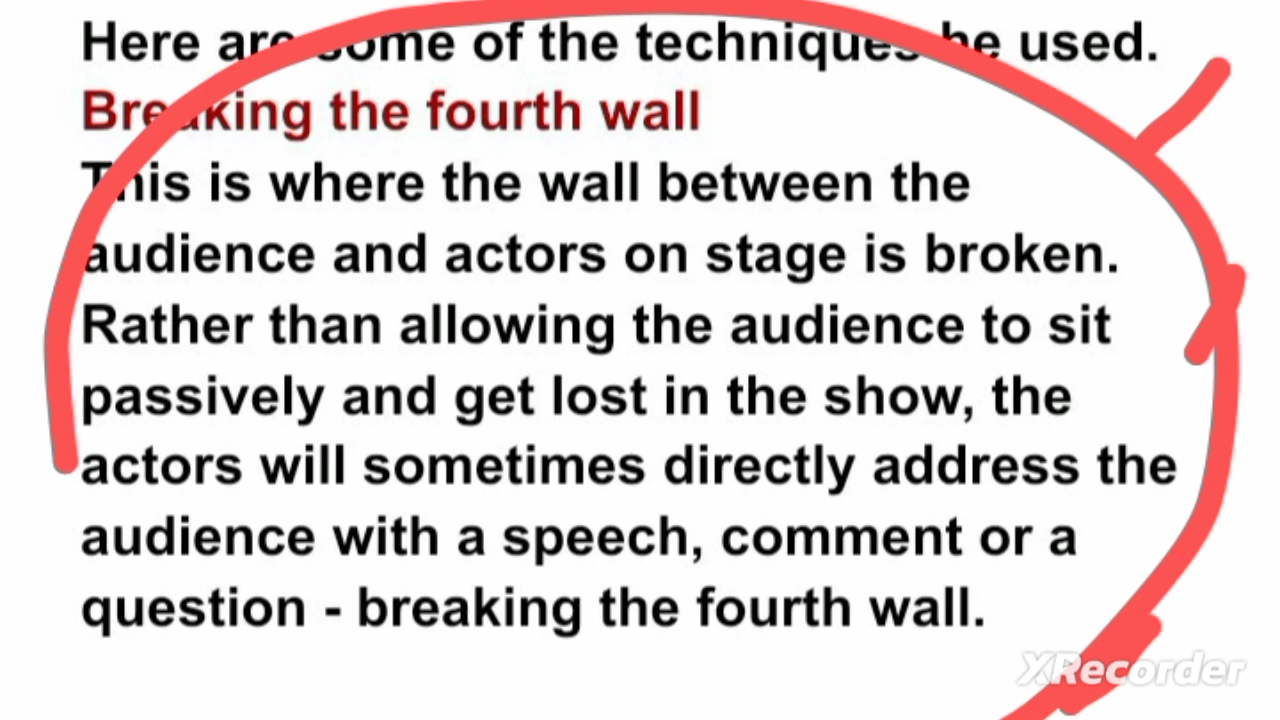 Here are some of the techniques he used.
Breaking the fourth wall
This is where the wall between the
audience and actors on stage is broken.
Rather than allowing the audience to sit
passively and get lost in the show, the
actors will sometimes directly address the
audience with a speech, comment or a
question - breaking the fourth wall.
XRecorder